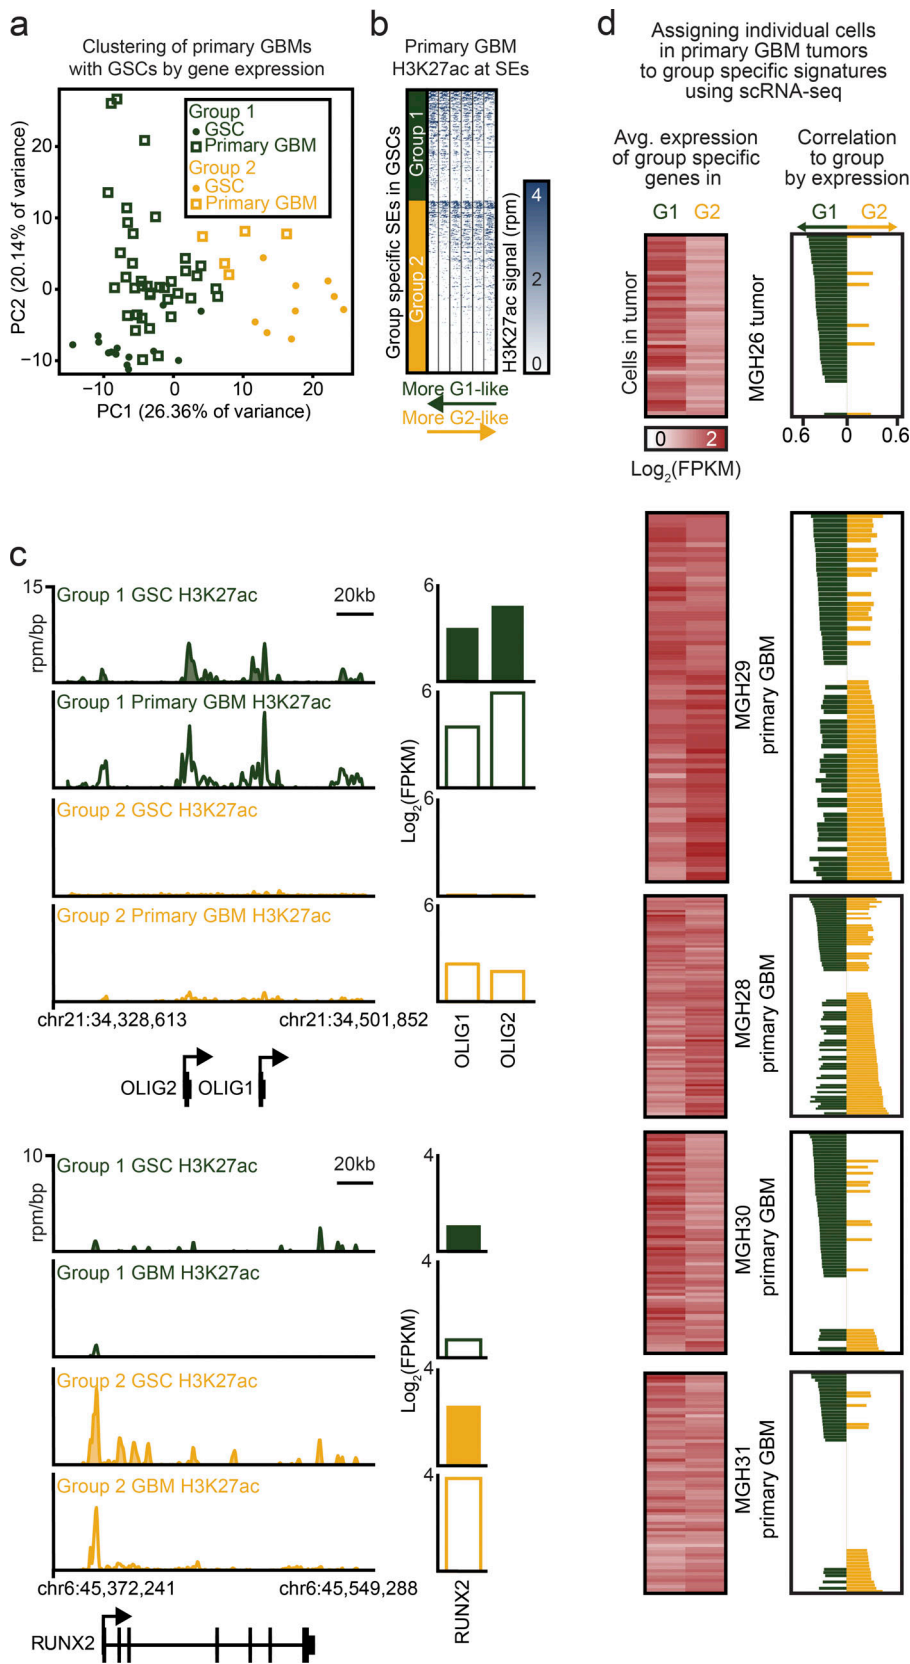 a
Clustering of primary GBMs
with GSCs by gene expression
PC2 (20.14% of variance)
20
10
0
−10
Group 1
GSC
Primary GBM
Group 2
GSC
Primary GBM
−10
0
10
20
PC1 (26.36% of variance)
b
Primary GBM
H3K27ac at SEs
Group specific SEs in GSCs
Group 1
Group 2
H3K27ac signal (rpm)
4
2
0
More G1-like
More G2-like
c
15
rpm/bp
Group 1 GSC H3K27ac
20kb
Group 1 Primary GBM H3K27ac
Group 2 GSC H3K27ac
Group 2 Primary GBM H3K27ac
chr21:34,328,613
chr21:34,501,852
OLIG2
OLIG1
6
6
6
6
Log2(FPKM)
OLIG1
OLIG2
10
rpm/bp
Group 1 GSC H3K27ac
20kb
Group 1 GBM H3K27ac
Group 2 GSC H3K27ac
Group 2 GBM H3K27ac
chr6:45,372,241
chr6:45,549,288
RUNX2
4
4
4
4
Log2(FPKM)
RUNX2
d
Assigning individual cells
in primary GBM tumors
to group specific signatures
using scRNA-seq
Avg. expression
of group specific
genes in
G1
G2
Correlation
to group
by expression
G1
G2
Cells in tumor
MGH26 tumor
0
2
Log2(FPKM)
0.6
0
0.6
MGH29
primary GBM
MGH28
primary GBM
MGH30
primary GBM
MGH31
primary GBM